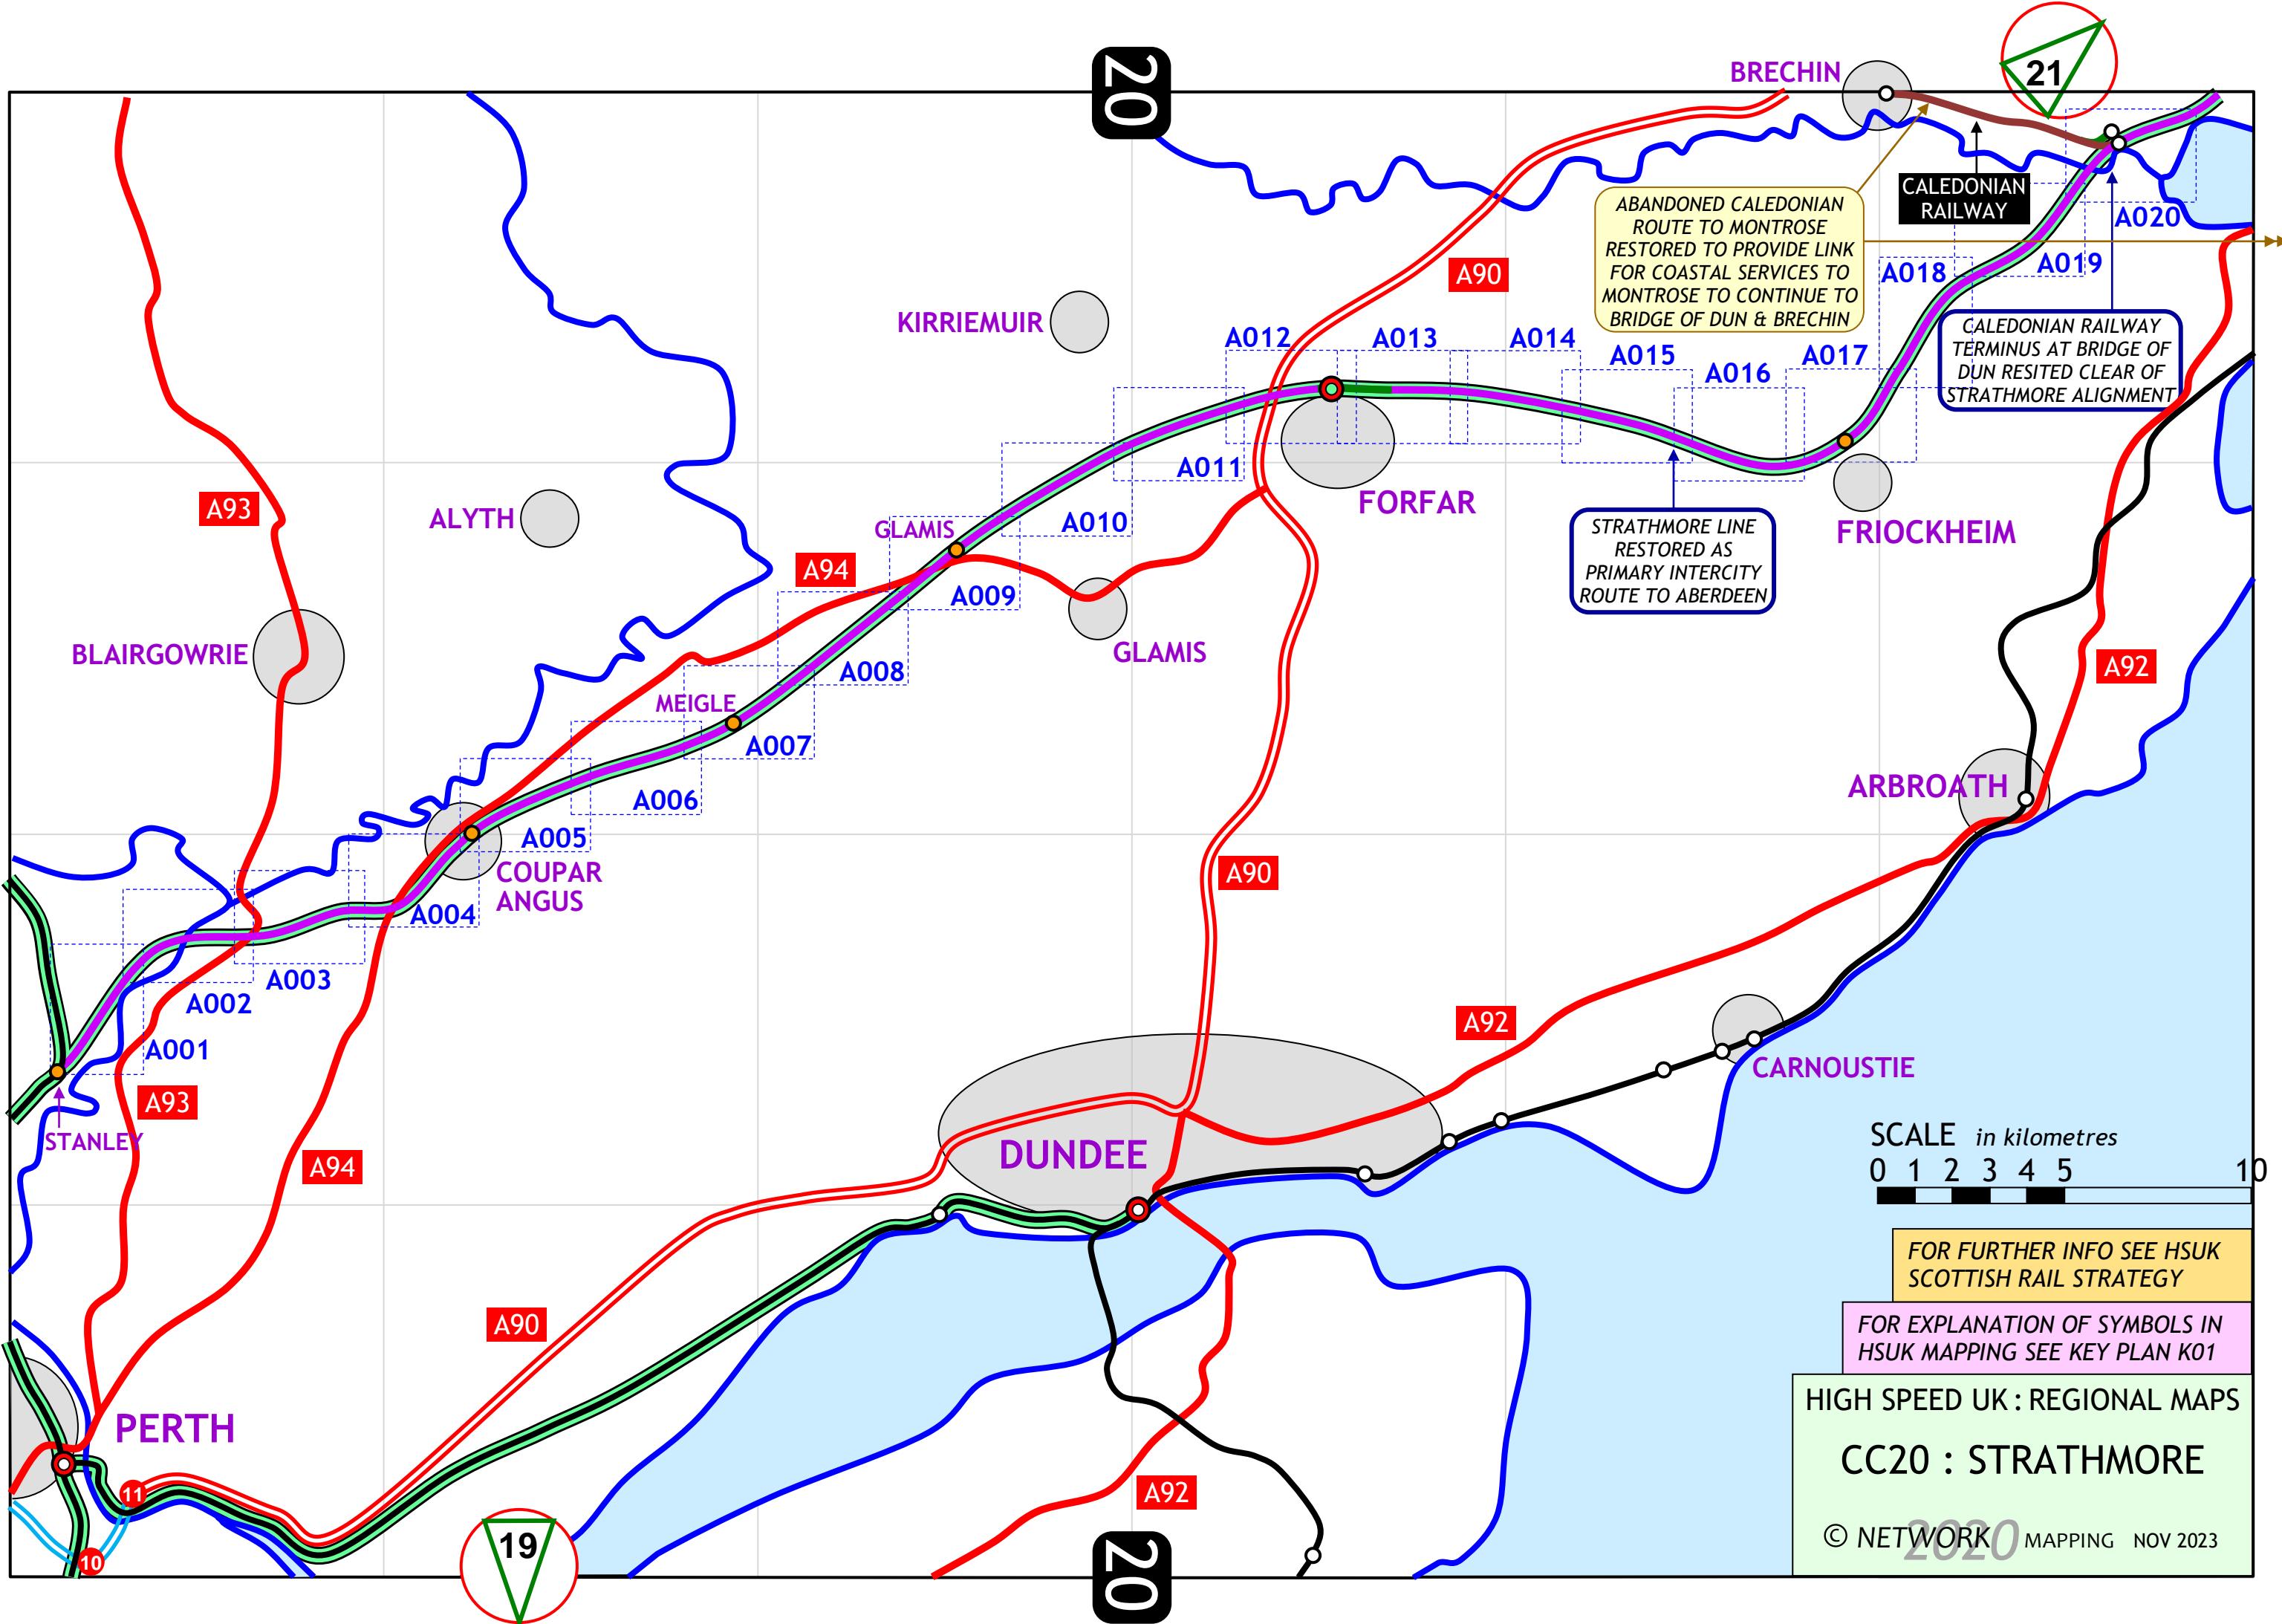 20
BRECHIN
21
CALEDONIAN
RAILWAY
ABANDONED CALEDONIAN
ROUTE TO MONTROSE
RESTORED TO PROVIDE LINK
FOR COASTAL SERVICES TO
MONTROSE TO CONTINUE TO
BRIDGE OF DUN & BRECHIN
A020
A90
A019
A018
KIRRIEMUIR
CALEDONIAN RAILWAY
TERMINUS AT BRIDGE OF
DUN RESITED CLEAR OF
STRATHMORE ALIGNMENT
A012
A013
A014
A015
A016
A017
A011
A93
ALYTH
GLAMIS
A010
FORFAR
STRATHMORE LINE
RESTORED AS
PRIMARY INTERCITY
ROUTE TO ABERDEEN
FRIOCKHEIM
A94
A009
BLAIRGOWRIE
GLAMIS
A008
A92
MEIGLE
A007
ARBROATH
A006
A005
COUPAR
ANGUS
A90
A004
A003
A002
A001
A92
CARNOUSTIE
A93
STANLEY
A94
DUNDEE
SCALE in kilometres
0 1 2 3 4 5 10
FOR FURTHER INFO SEE HSUK
SCOTTISH RAIL STRATEGY
A90
FOR EXPLANATION OF SYMBOLS IN
HSUK MAPPING SEE KEY PLAN K01
HIGH SPEED UK : REGIONAL MAPS
PERTH
CC20 : STRATHMORE
11
A92
10
19
20
© NETWORK 2020 MAPPING NOV 2023